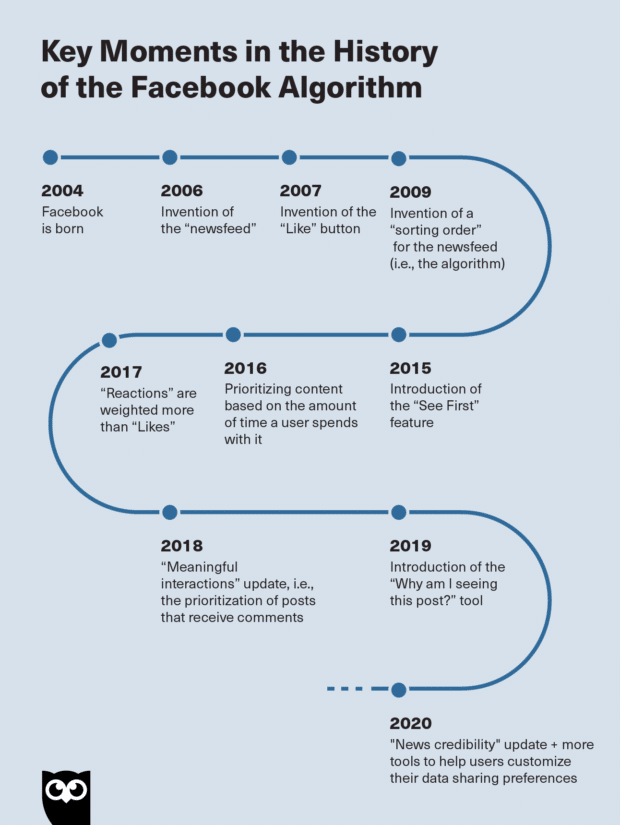 Key Moments in the History
of the Facebook Algorithm
2004
Facebook
is born
2006
Invention of
the “newsfeed”
2007
Invention of the
“Like” button
2009
Invention of a
“sorting order”
for the newsfeed
(i.e., the algorithm)
2015
Introduction of
the “See First”
feature
2016
Prioritizing content
based on the amount
of time a user spends
with it
2017
“Reactions” are
weighted more
than “Likes”
2018
“Meaningful
interactions” update, i.e.,
the prioritization of posts
that receive comments
2019
Introduction of the
“Why am I seeing
this post?” tool
2020
"News credibility" update + more
tools to help users customize
their data sharing preferences